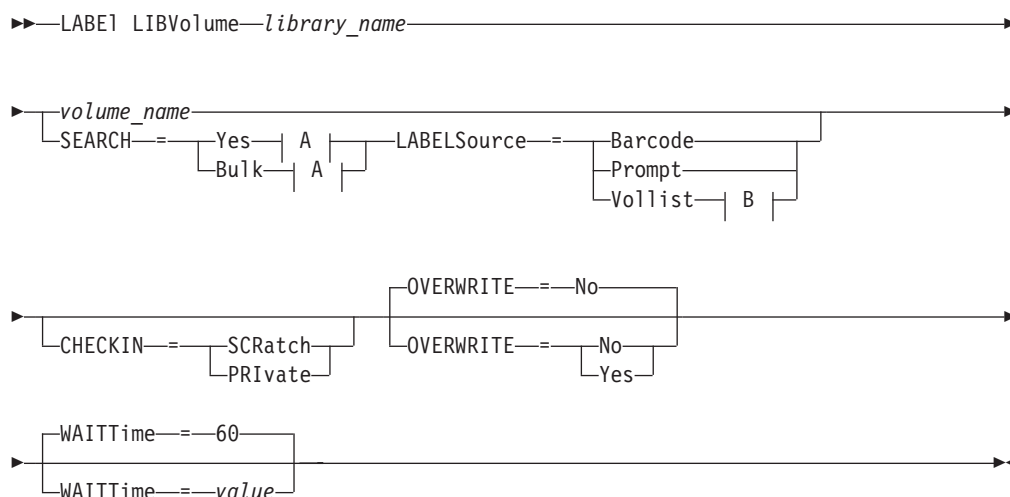 LABEl LIBVolume library_name
volume_name
SEARCH = Yes A LABELSource = Barcode
Bulk A Prompt
Vollist B
OVERWRITE = No
CHECKIN = SCRatch OVERWRITE = No
PRIvate Yes
WAITTime = 60
WAITTime = value